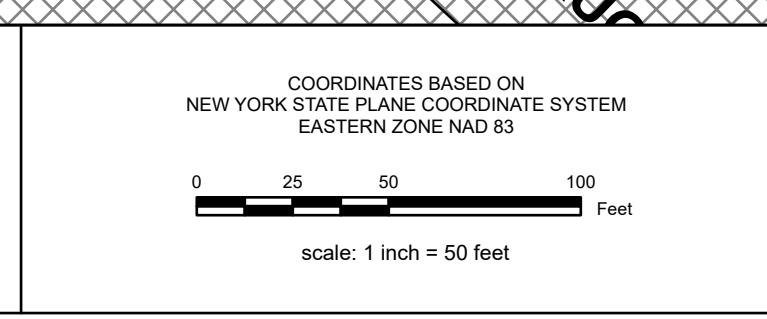 COORDINATES BASED ON
NEW YORK STATE PLANE COORDINATE SYSTEM
EASTERN ZONE NAD 83
0 25 50 100
Feet
scale: 1 inch = 50 feet